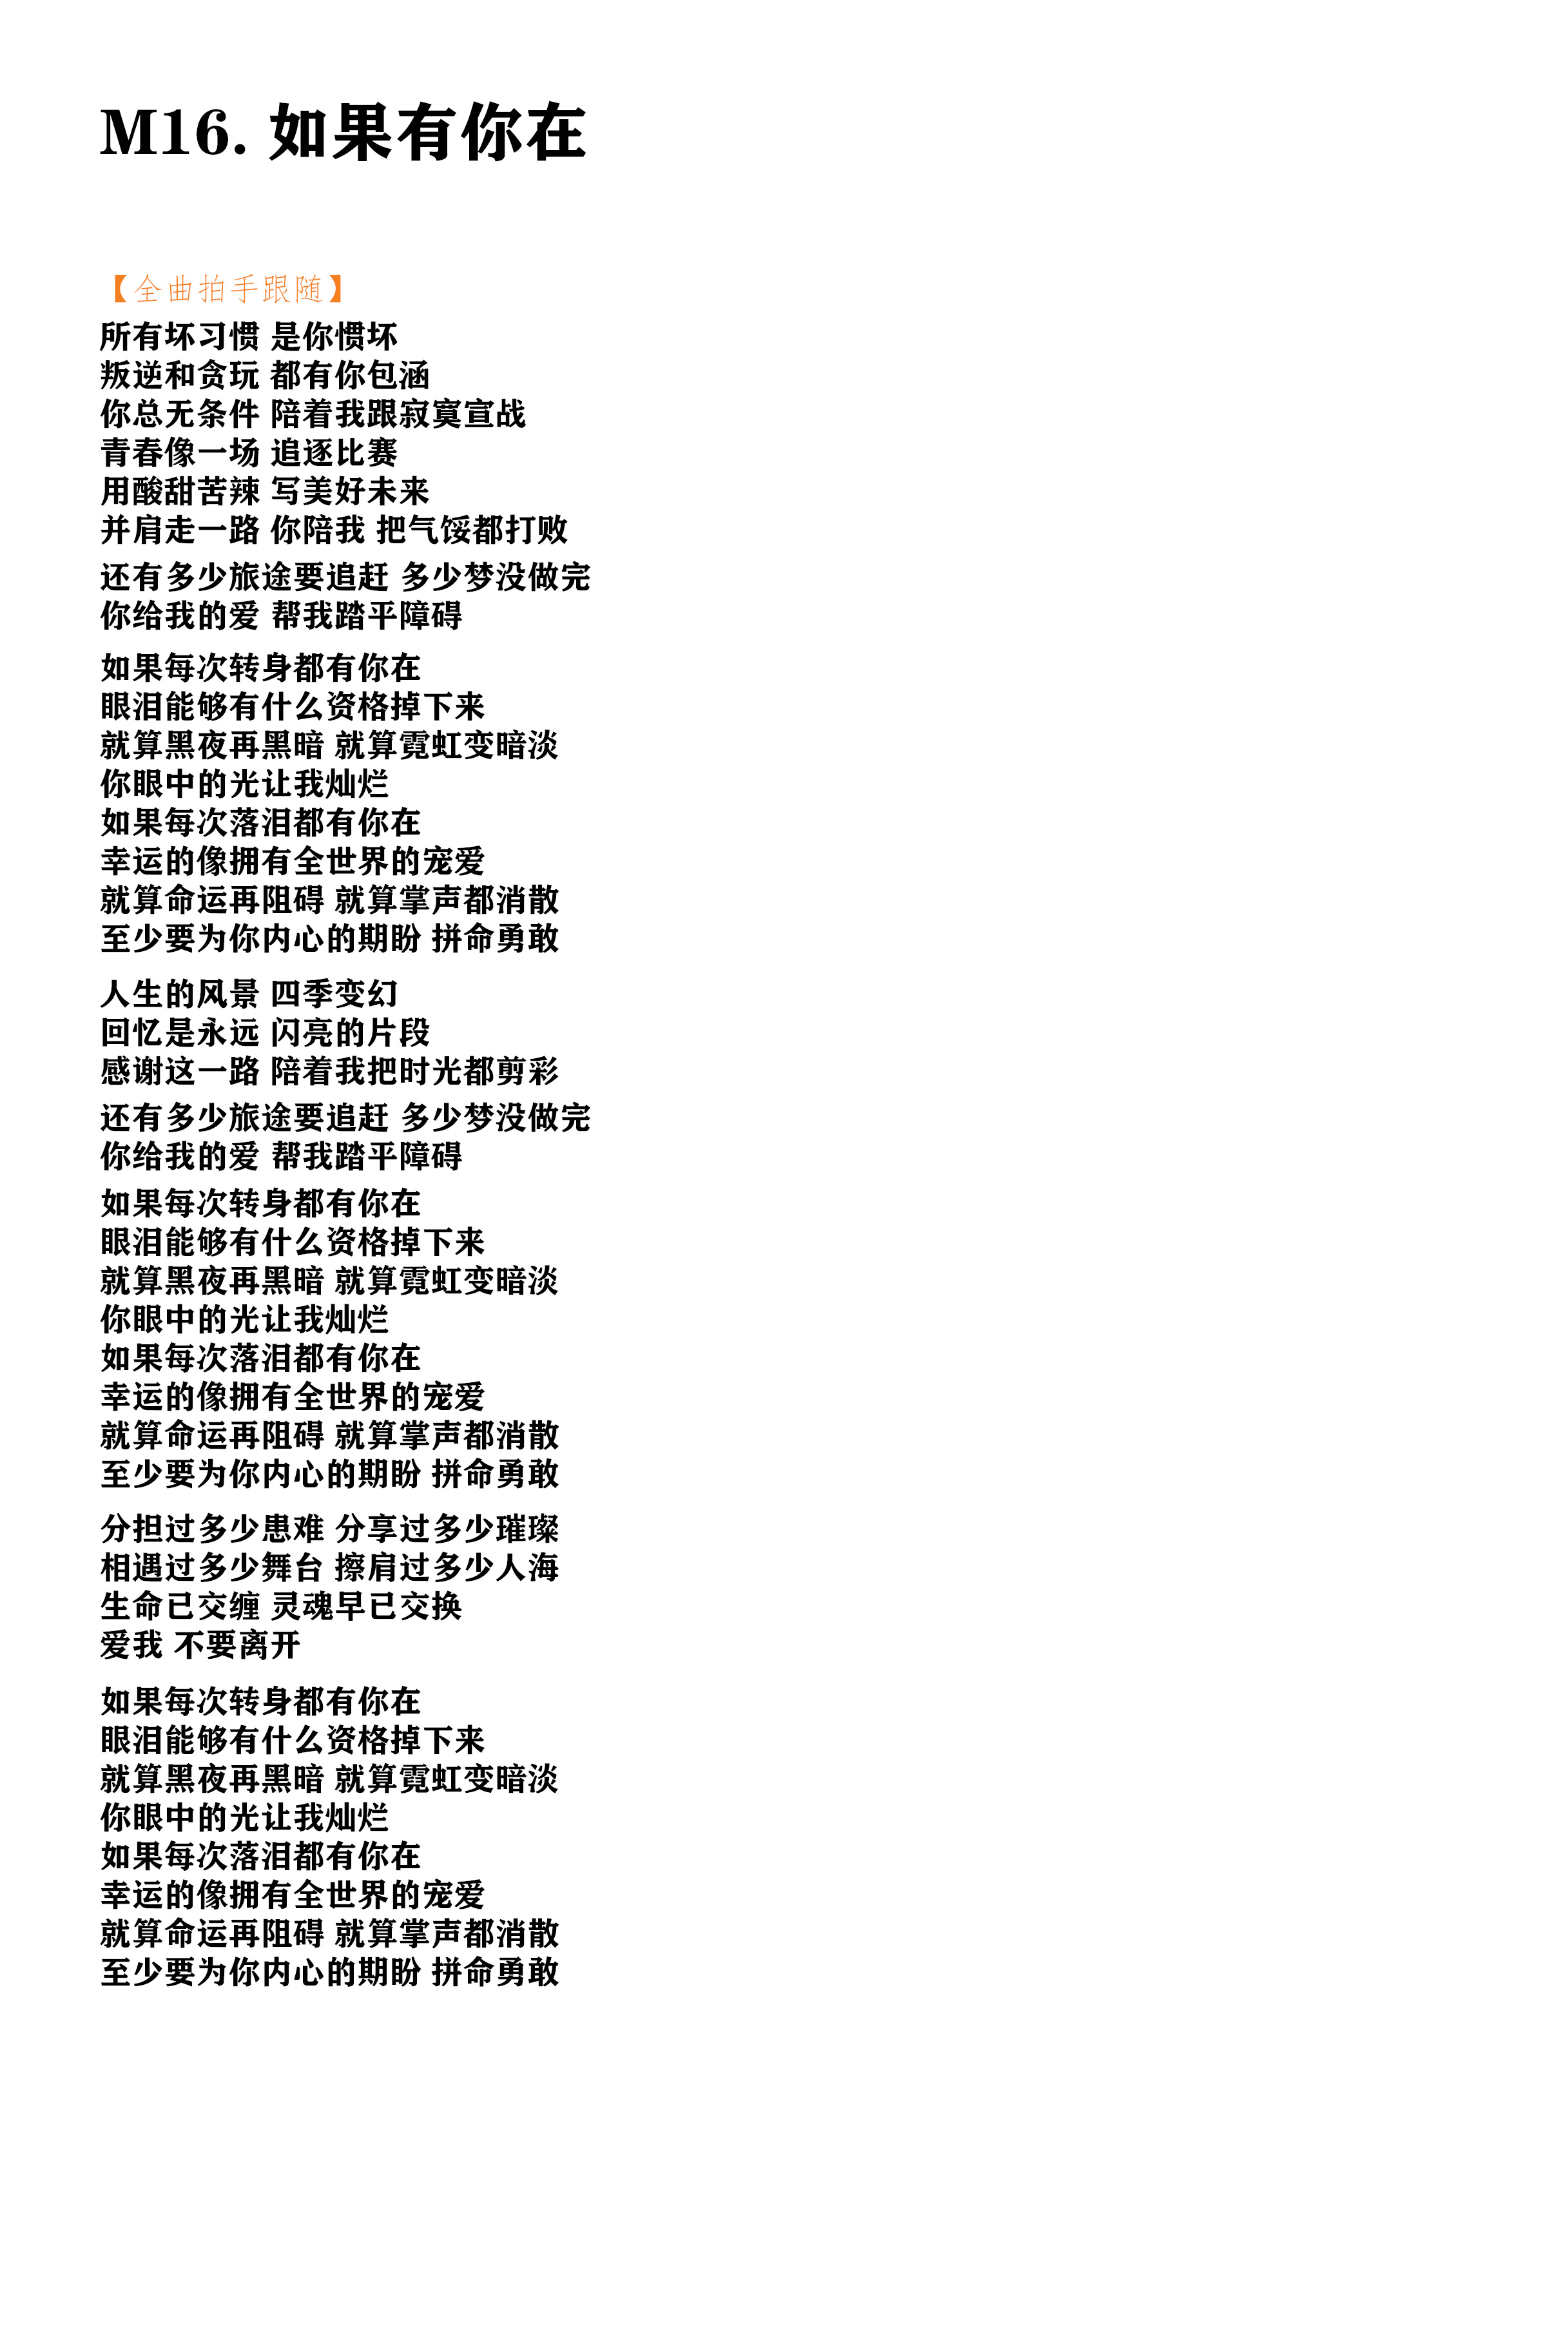 M16. 如果有你在
【全曲拍手跟随】
所有坏习惯 是你惯坏
叛逆和贪玩 都有你包涵
你总无条件 陪着我跟寂寞宣战
青春像一场 追逐比赛
用酸甜苦辣 写美好未来
并肩走一路 你陪我 把气馁都打败
还有多少旅途要追赶 多少梦没做完
你给我的爱 帮我踏平障碍
如果每次转身都有你在
眼泪能够有什么资格掉下来
就算黑夜再黑暗 就算霓虹变暗淡
你眼中的光让我灿烂
如果每次落泪都有你在
幸运的像拥有全世界的宠爱
就算命运再阻碍 就算掌声都消散
至少要为你内心的期盼 拼命勇敢
人生的风景 四季变幻
回忆是永远 闪亮的片段
感谢这一路 陪着我把时光都剪彩
还有多少旅途要追赶 多少梦没做完
你给我的爱 帮我踏平障碍
如果每次转身都有你在
眼泪能够有什么资格掉下来
就算黑夜再黑暗 就算霓虹变暗淡
你眼中的光让我灿烂
如果每次落泪都有你在
幸运的像拥有全世界的宠爱
就算命运再阻碍 就算掌声都消散
至少要为你内心的期盼 拼命勇敢
分担过多少患难 分享过多少璀璨
相遇过多少舞台 擦肩过多少人海
生命已交缠 灵魂早已交换
爱我 不要离开
如果每次转身都有你在
眼泪能够有什么资格掉下来
就算黑夜再黑暗 就算霓虹变暗淡
你眼中的光让我灿烂
如果每次落泪都有你在
幸运的像拥有全世界的宠爱
就算命运再阻碍 就算掌声都消散
至少要为你内心的期盼 拼命勇敢